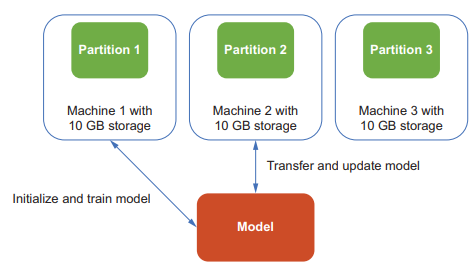 Partition 1
Partition 2
Partition 3
Machine 1 with
10 GB storage
Machine 2 with
10 GB storage
Machine 3 with
10 GB storage
Transfer and update model
Initialize and train model
Model